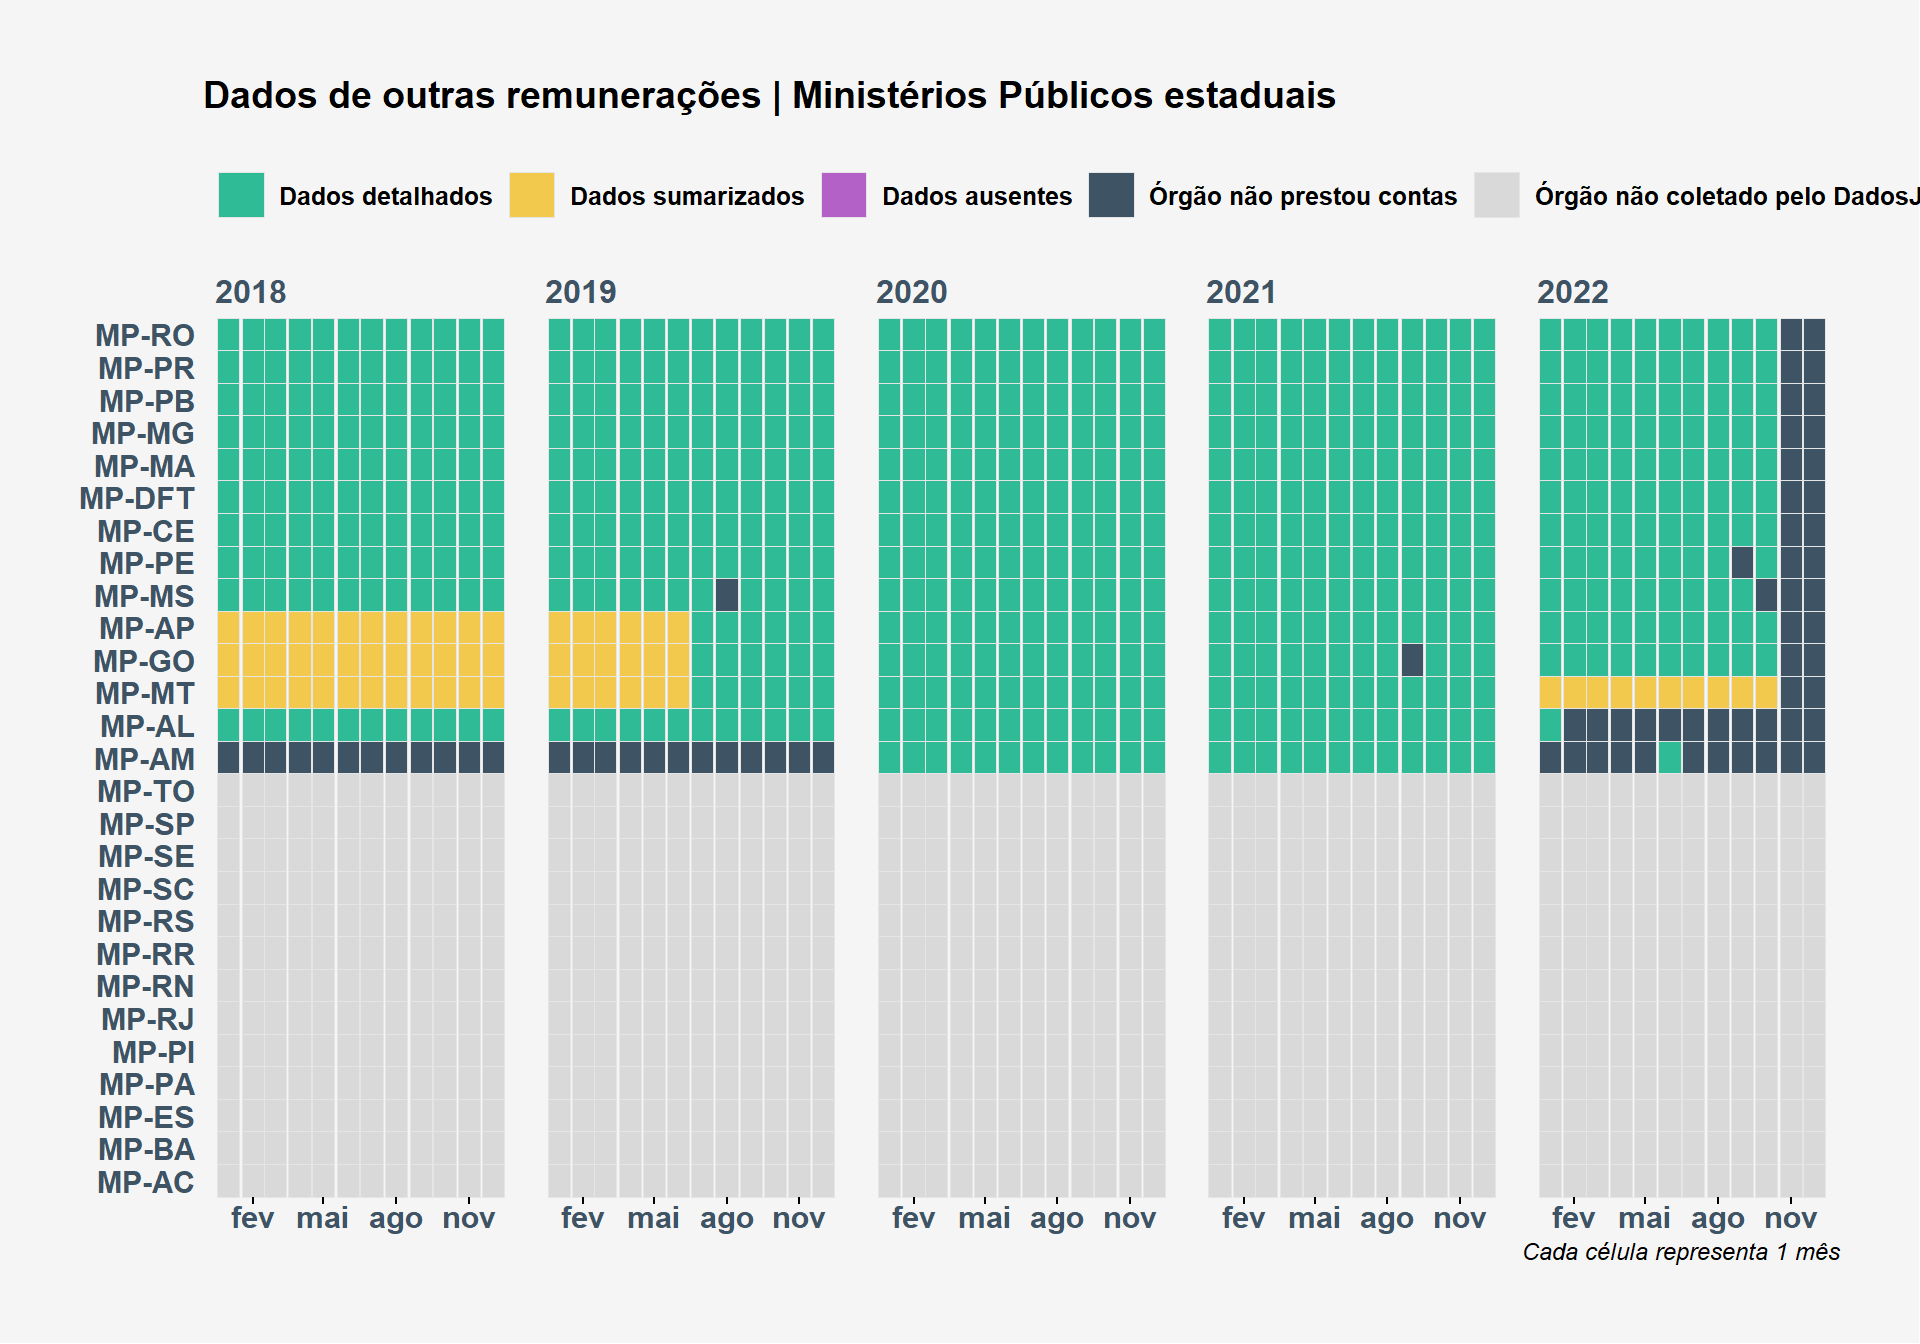 Dados de outras remunerações | Ministérios Públicos estaduais
Dados detalhados Dados sumarizados Dados ausentes Órgão não prestou contas Órgão não coletado pelo DadosJ
2018 2019 2020 2021 2022
MP-RO
MP-PR
MP-PB
MP-MG
MP-MA
MP-DFT
MP-CE
MP-PE
MP-MS
MP-AP
MP-GO
MP-MT
MP-AL
MP-AM
MP-TO
MP-SP
MP-SE
MP-SC
MP-RS
MP-RR
MP-RN
MP-RJ
MP-PI
MP-PA
MP-ES
MP-BA
MP-AC
fev mai ago nov fev mai ago nov fev mai ago nov fev mai ago nov fev mai ago nov
Cada célula representa 1 mês